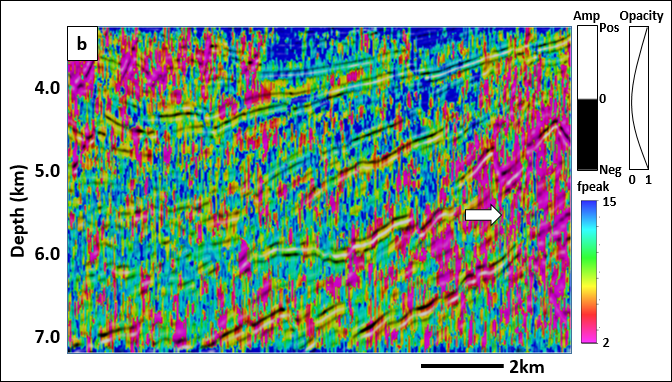 b
4.0
5.0
6.0
7.0
Depth (km)
2km
Amp
Pos
0
Neg
Opacity
0 1
fpeak
15
2